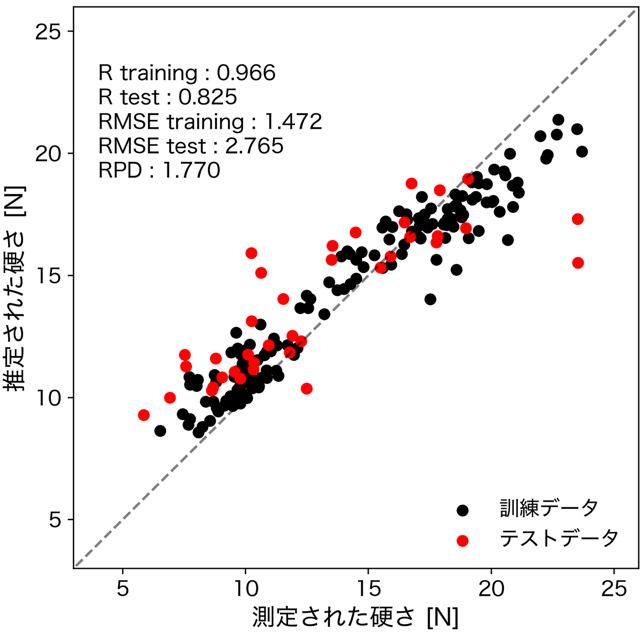 25
20
15
10
5
推定された硬さ [N]
R training : 0.966
R test : 0.825
RMSE training : 1.472
RMSE test : 2.765
RPD : 1.770
訓練データ
テストデータ
5 10 15 20 25
測定された硬さ [N]